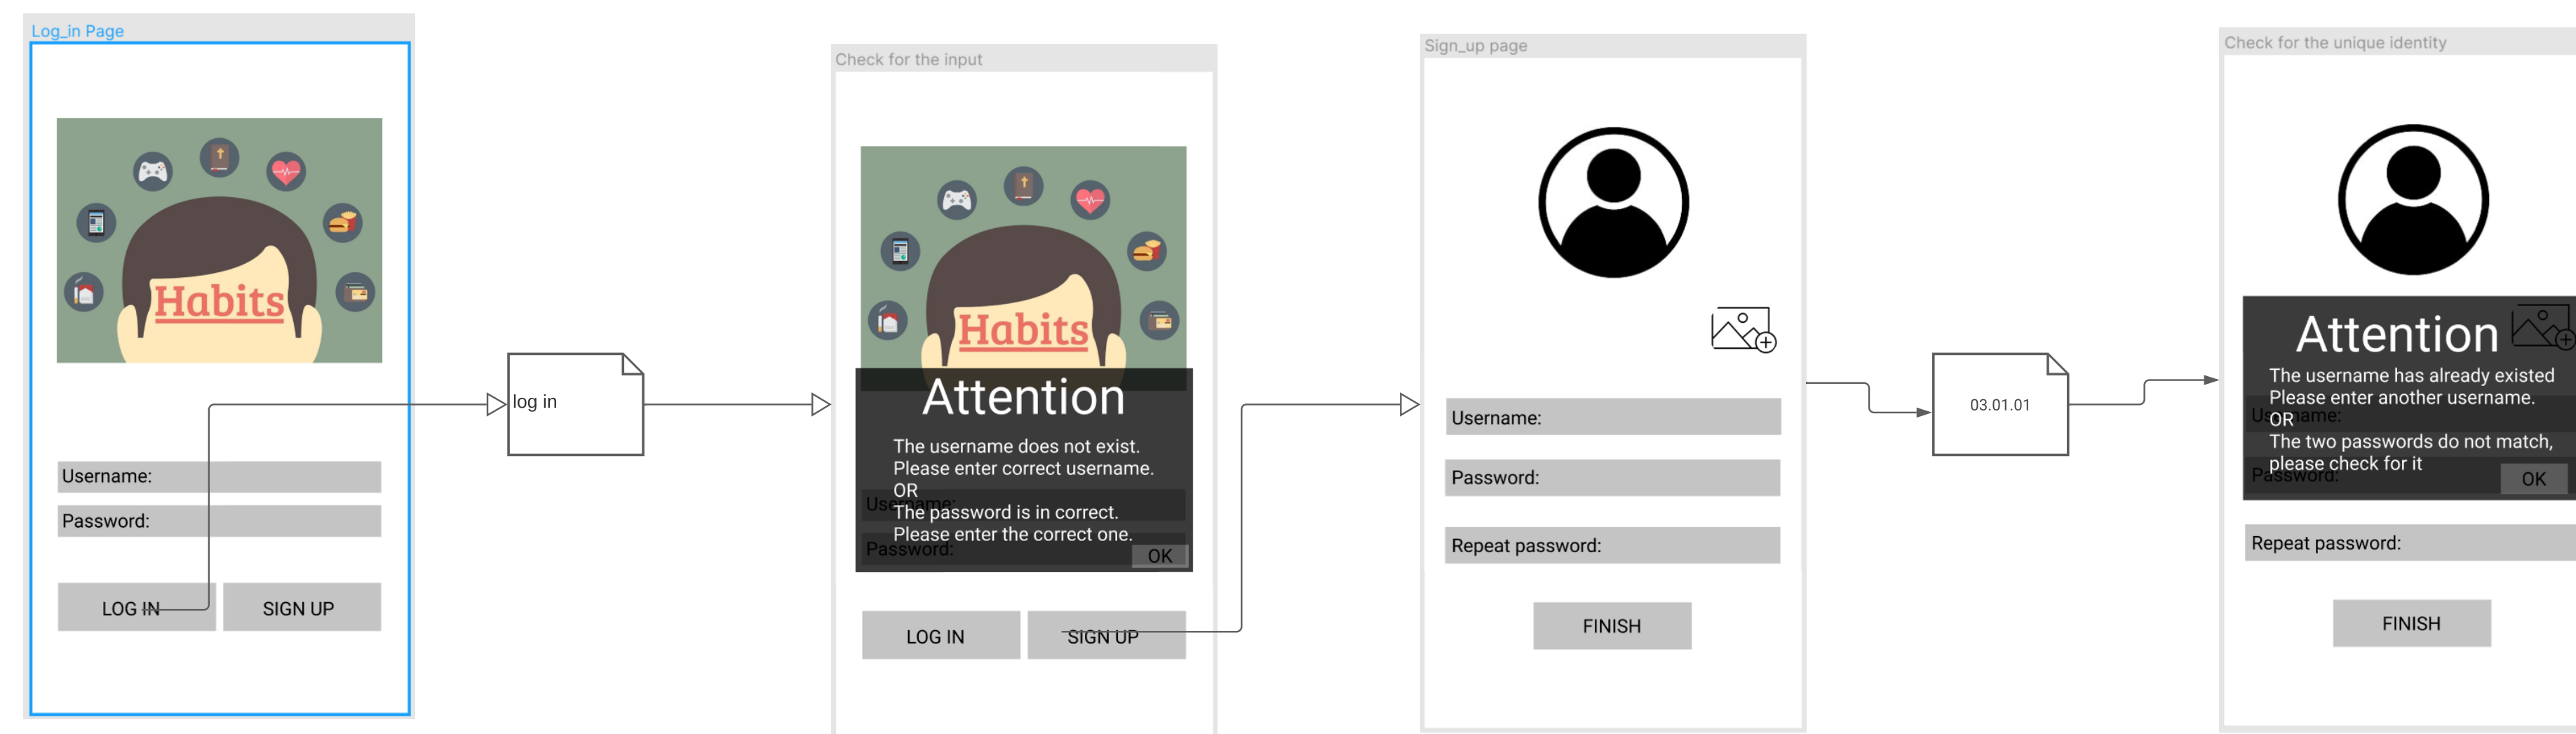 Log_in Page
Habits
Username:
Password:
LOG IN
SIGN UP
log in
Check for the input
Habits
Attention
The username does not exist.
Please enter correct username.
OR
Username:
The password is in correct.
Please enter the correct one.
Password:
OK
LOG IN
SIGN UP
Sign_up page
Username:
Password:
Repeat password:
FINISH
03.01.01
Check for the unique identity
Attention
The username has already existed
Please enter another username.
Username:
OR
The two passwords do not match,
please check for it
Password:
OK
Repeat password:
FINISH